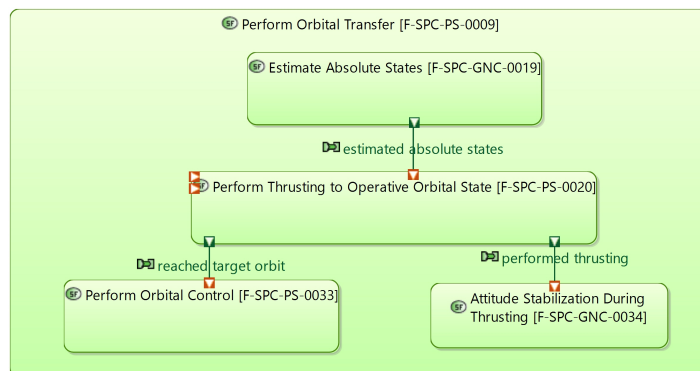 Perform Orbital Transfer [F-SPC-PS-0009]
Estimate Absolute States [F-SPC-GNC-0019]
estimated absolute states
Perform Thrusting to Operative Orbital State [F-SPC-PS-0020]
reached target orbit
performed thrusting
Perform Orbital Control [F-SPC-PS-0033]
Attitude Stabilization During
Thrusting [F-SPC-GNC-0034]